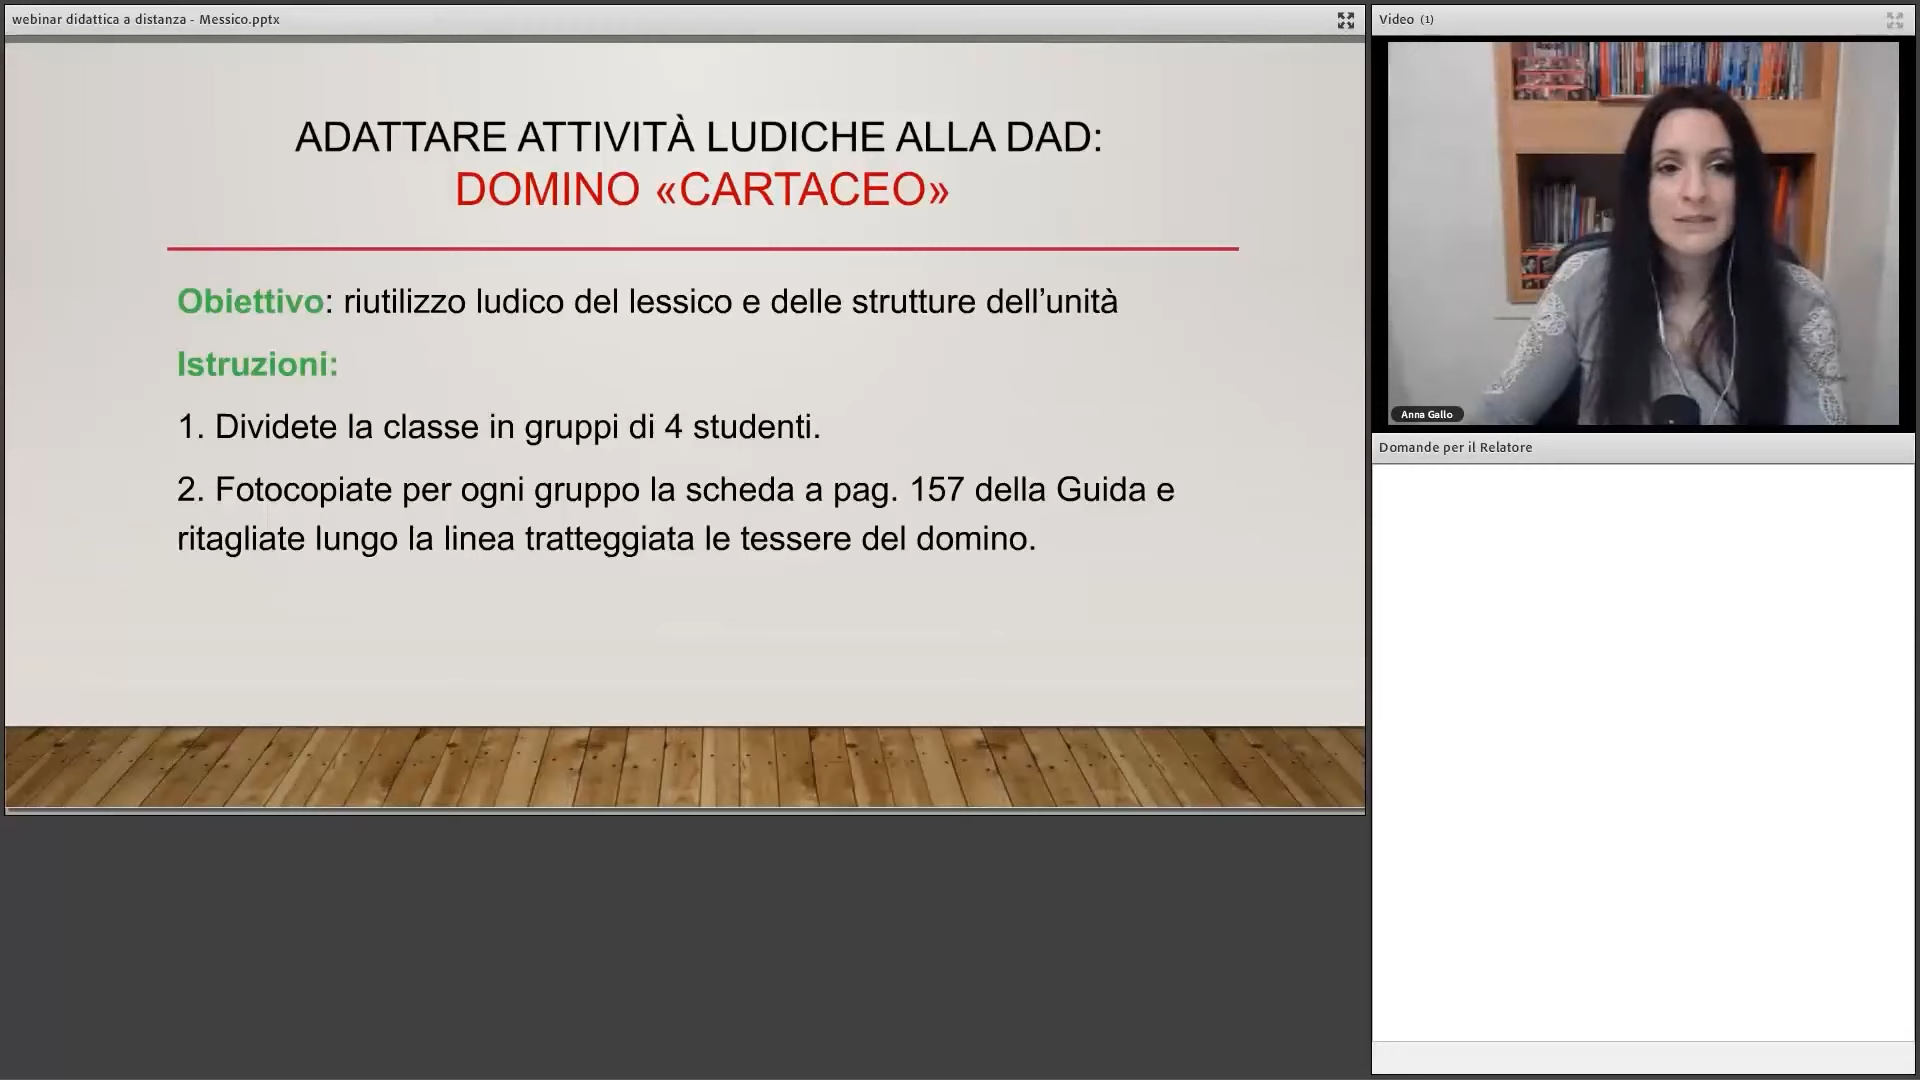 webinar didattica a distanza - Messico.pptx
ADATTARE ATTIVITÀ LUDICHE ALLA DAD:
DOMINO «CARTACEO»
Obiettivo: riutilizzo ludico del lessico e delle strutture dell’unità
Istruzioni:
1. Dividete la classe in gruppi di 4 studenti.
2. Fotocopiate per ogni gruppo la scheda a pag. 157 della Guida e
ritagliate lungo la linea tratteggiata le tessere del domino.
Video (1)
Anna Gallo
Domande per il Relatore